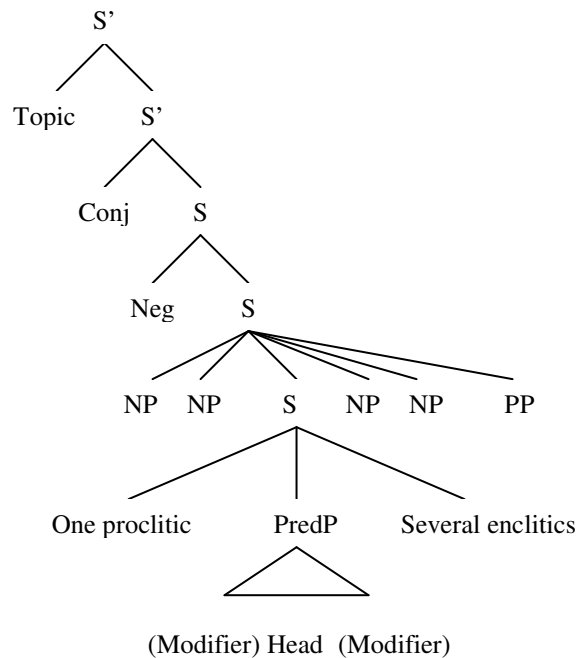 S’
Topic S’
Conj S
Neg S
NP NP S NP NP PP
One proclitic PredP Several enclitics
(Modifier) Head (Modifier)